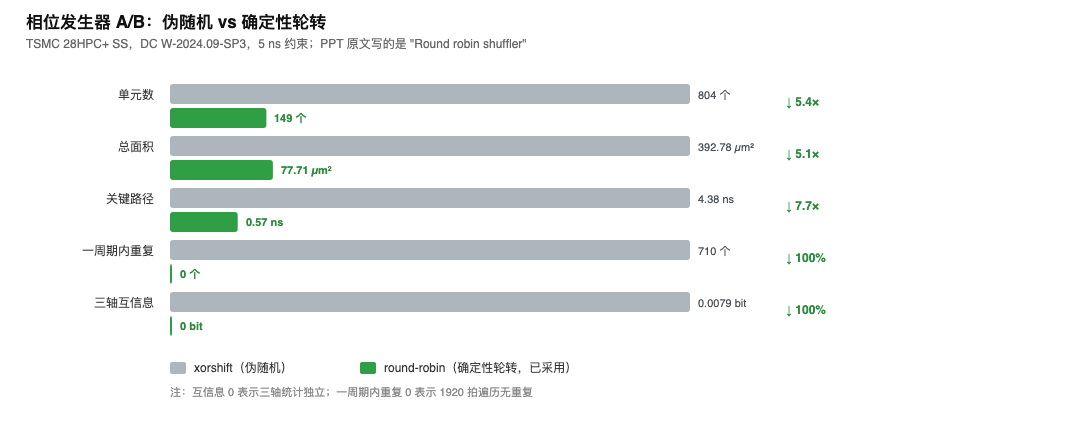 相位发生器 A/B：伪随机 vs 确定性轮转
TSMC 28HPC+ SS，DC W-2024.09-SP3，5 ns 约束；PPT 原文写的是 "Round robin shuffler"
单元数
804 个
↓ 5.4×
149 个
总面积
392.78 µm²
↓ 5.1×
77.71 µm²
关键路径
4.38 ns
↓ 7.7×
0.57 ns
一周期内重复
710 个
↓ 100%
0 个
三轴互信息
0.0079 bit
↓ 100%
0 bit
xorshift（伪随机）
round-robin（确定性轮转，已采用）
注：互信息 0 表示三轴统计独立；一周期内重复 0 表示 1920 拍遍历无重复